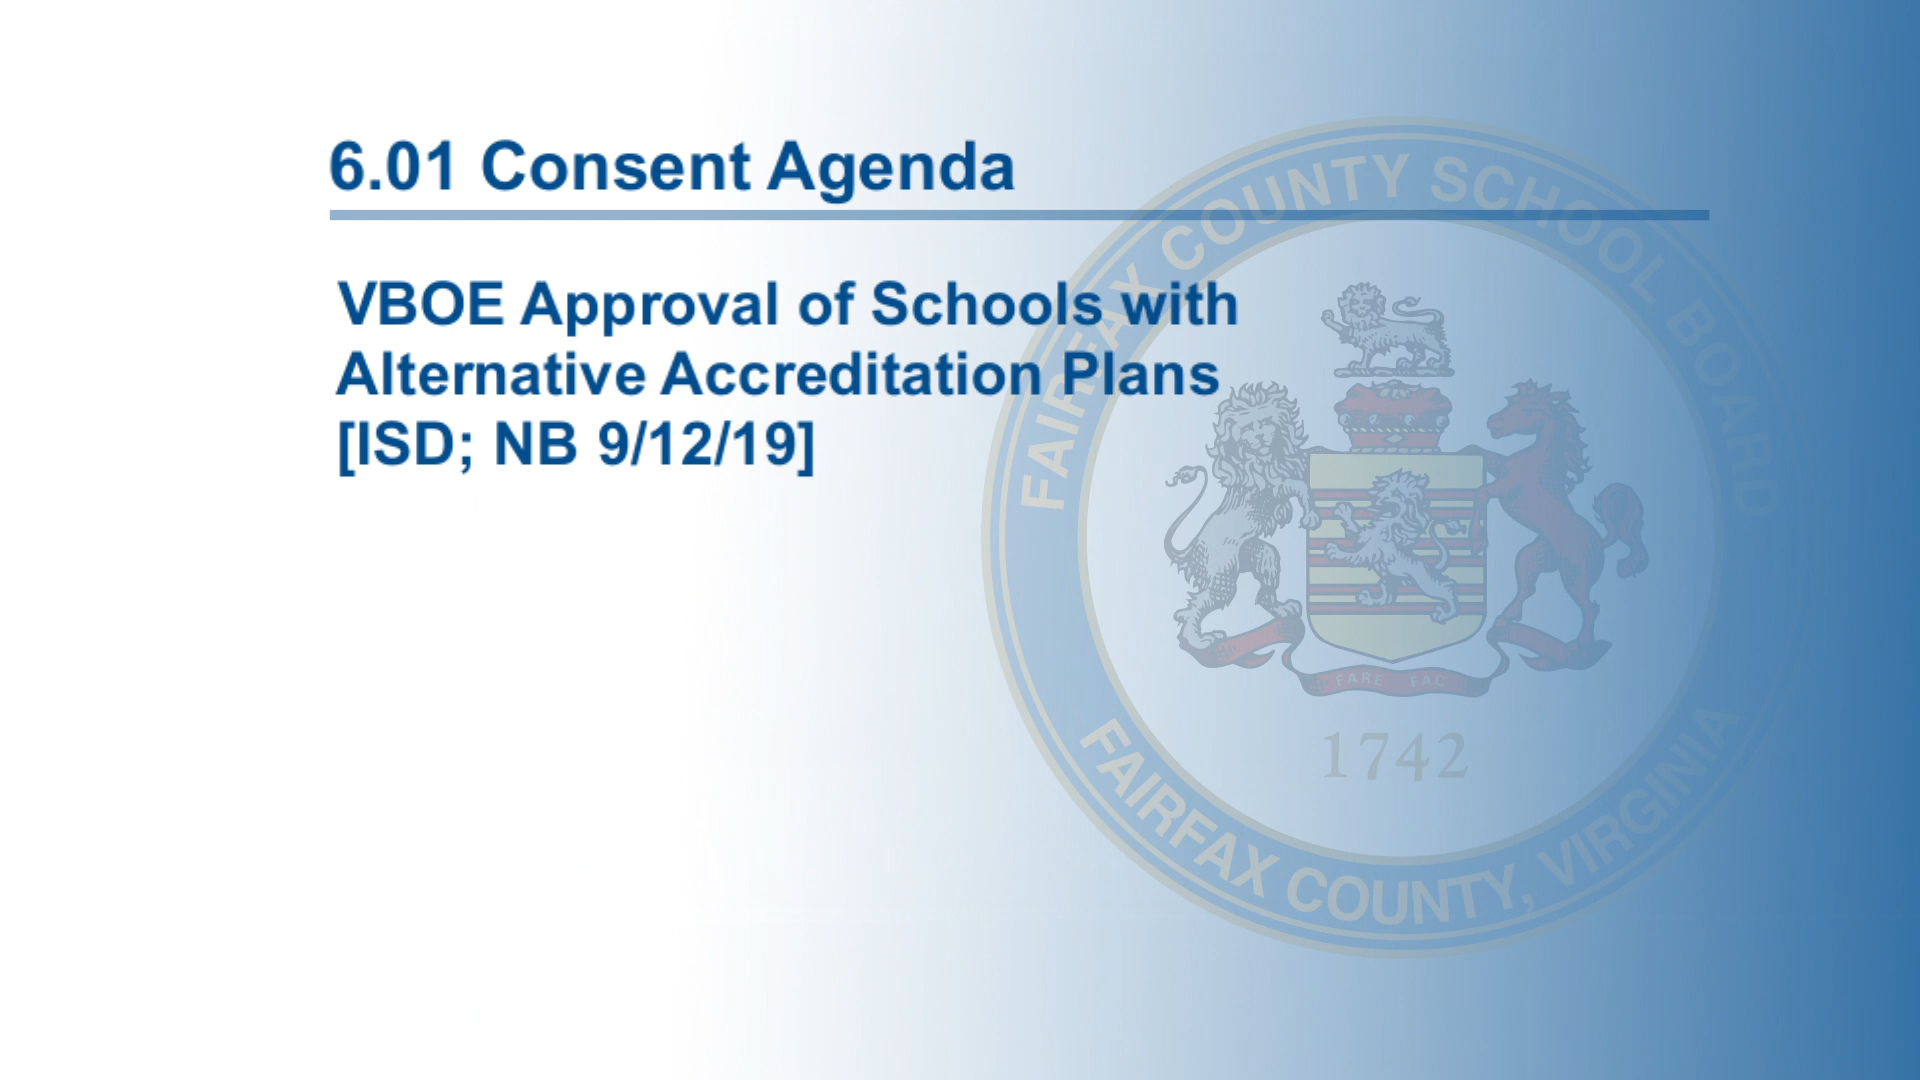 6.01 Consent Agenda
VBOE Approval of Schools with
Alternative Accreditation Plans
[ISD; NB 9/12/19]
FAIRFAX COUNTY SCHOOL BOARD
FARE FAC
1742
FAIRFAX COUNTY, VIRGINIA